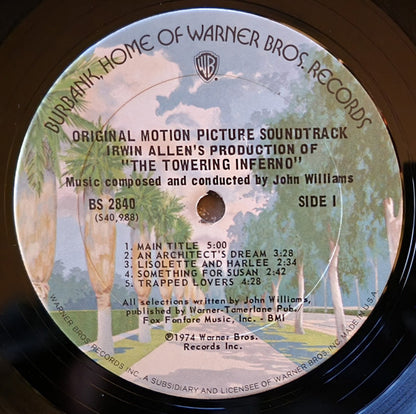 BURBANK, HOME OF WARNER BROS. RECORDS
WB
ORIGINAL MOTION PICTURE SOUNDTRACK
IRWIN ALLEN'S PRODUCTION OF
"THE TOWERING INFERNO"
Music composed and conducted by John Williams
BS 2840 SIDE 1
(S40,988)
1. MAIN TITLE 5:00
2. AN ARCHITECT'S DREAM 3:28
3. LISOLETTE AND HARLEE 2:34
4. SOMETHING FOR SUSAN 2:42
5. TRAPPED LOVERS 4:28
All selections written by John Williams,
published by Warner-Tamerlane Pub.
Fox Fanfare Music, Inc. - BMI
℗1974 Warner Bros.
Records Inc.
WARNER BROS. RECORDS INC., A SUBSIDIARY AND LICENSEE OF WARNER BROS. INC. MADE IN U.S.A.